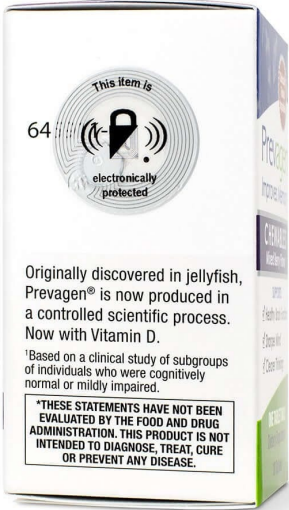 This item is
64
electronically
protected
Originally discovered in jellyfish,
Prevagen® is now produced in
a controlled scientific process.
Now with Vitamin D.
¹Based on a clinical study of subgroups
of individuals who were cognitively
normal or mildly impaired.
*THESE STATEMENTS HAVE NOT BEEN
EVALUATED BY THE FOOD AND DRUG
ADMINISTRATION. THIS PRODUCT IS NOT
INTENDED TO DIAGNOSE, TREAT, CURE
OR PREVENT ANY DISEASE.